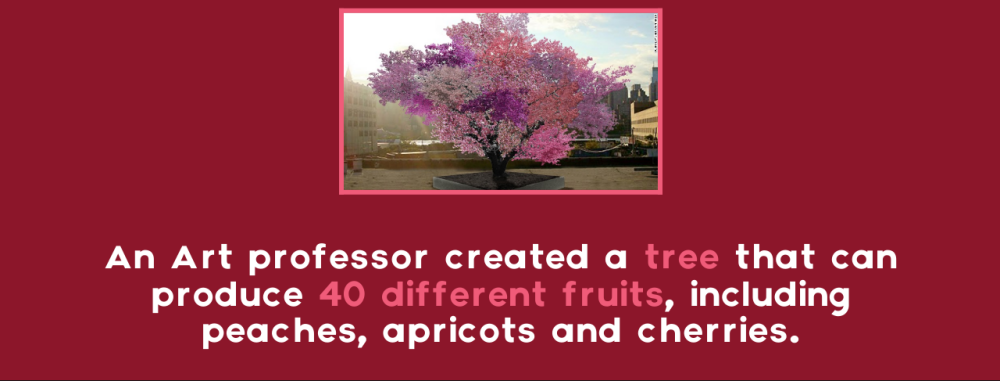 An Art professor created a tree that can
produce 40 different fruits, including
peaches, apricots and cherries.